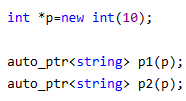 int *p=new int(10);
auto_ptr<string> p1(p);
auto_ptr<string> p2(p);